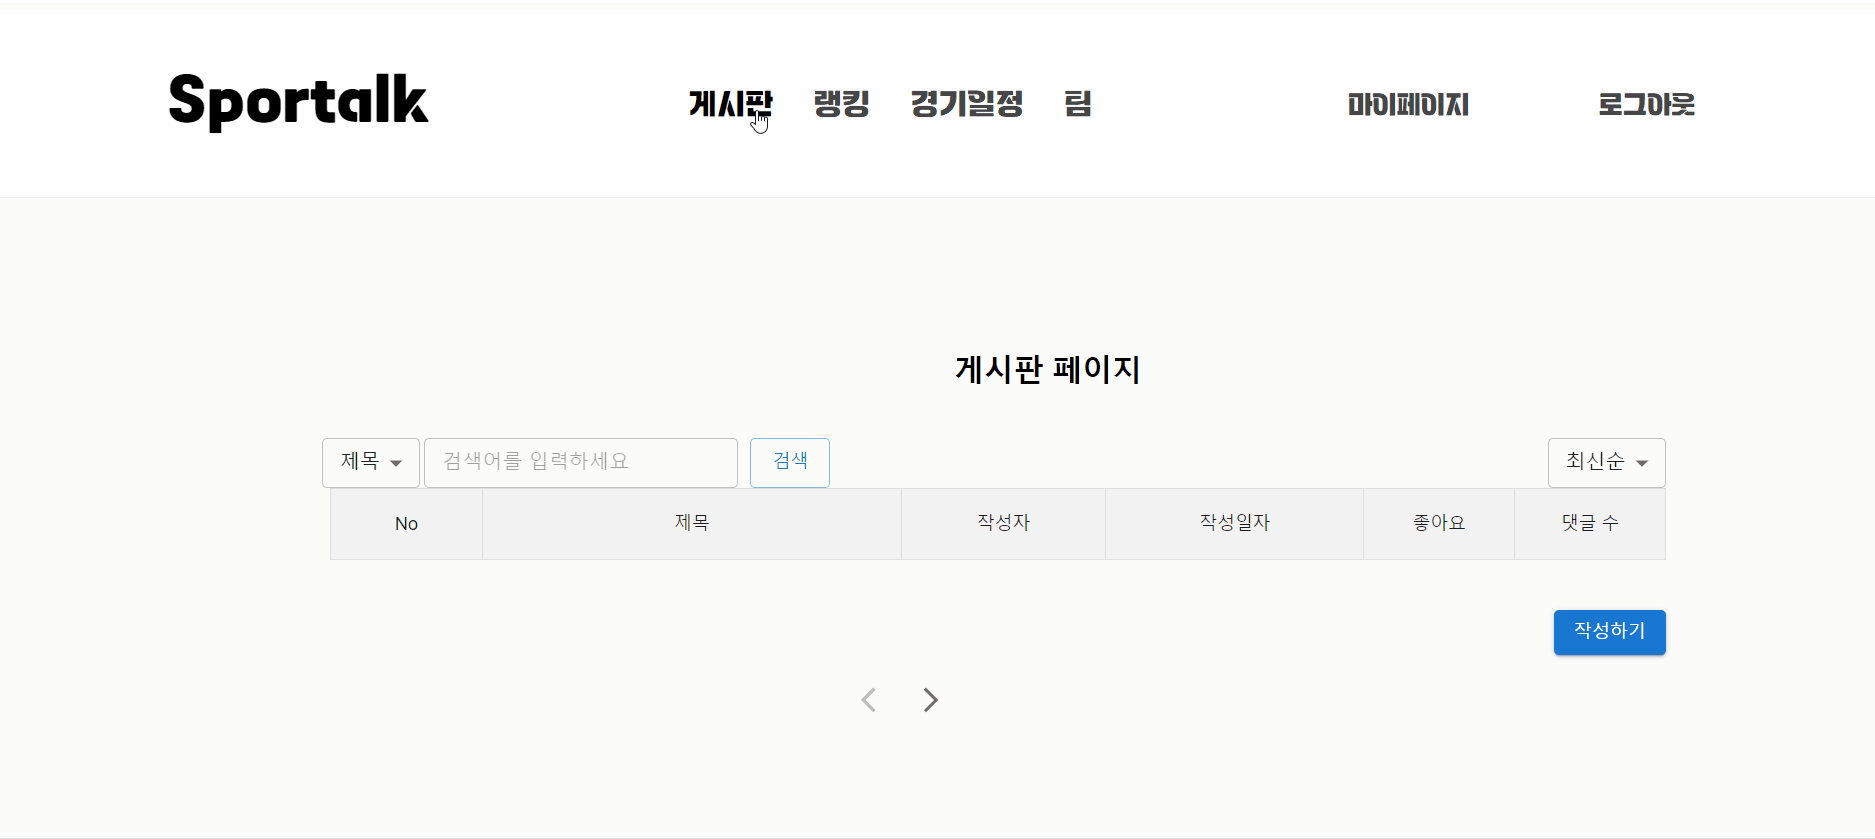 Sportalk 게시판 랭킹 경기일정 팀 마이페이지 로그아웃
게시판 페이지
제목 검색어를 입력하세요 검색 최신순
No 제목 작성자 작성일자 좋아요 댓글 수
작성하기